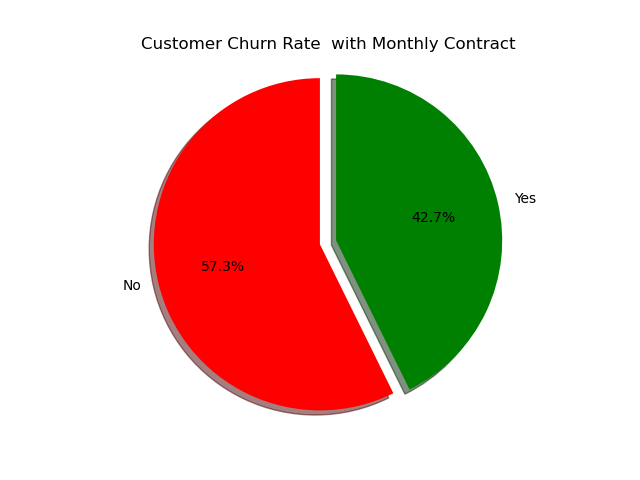 Customer Churn Rate  with Monthly Contract
Yes
42.7%
57.3%
No